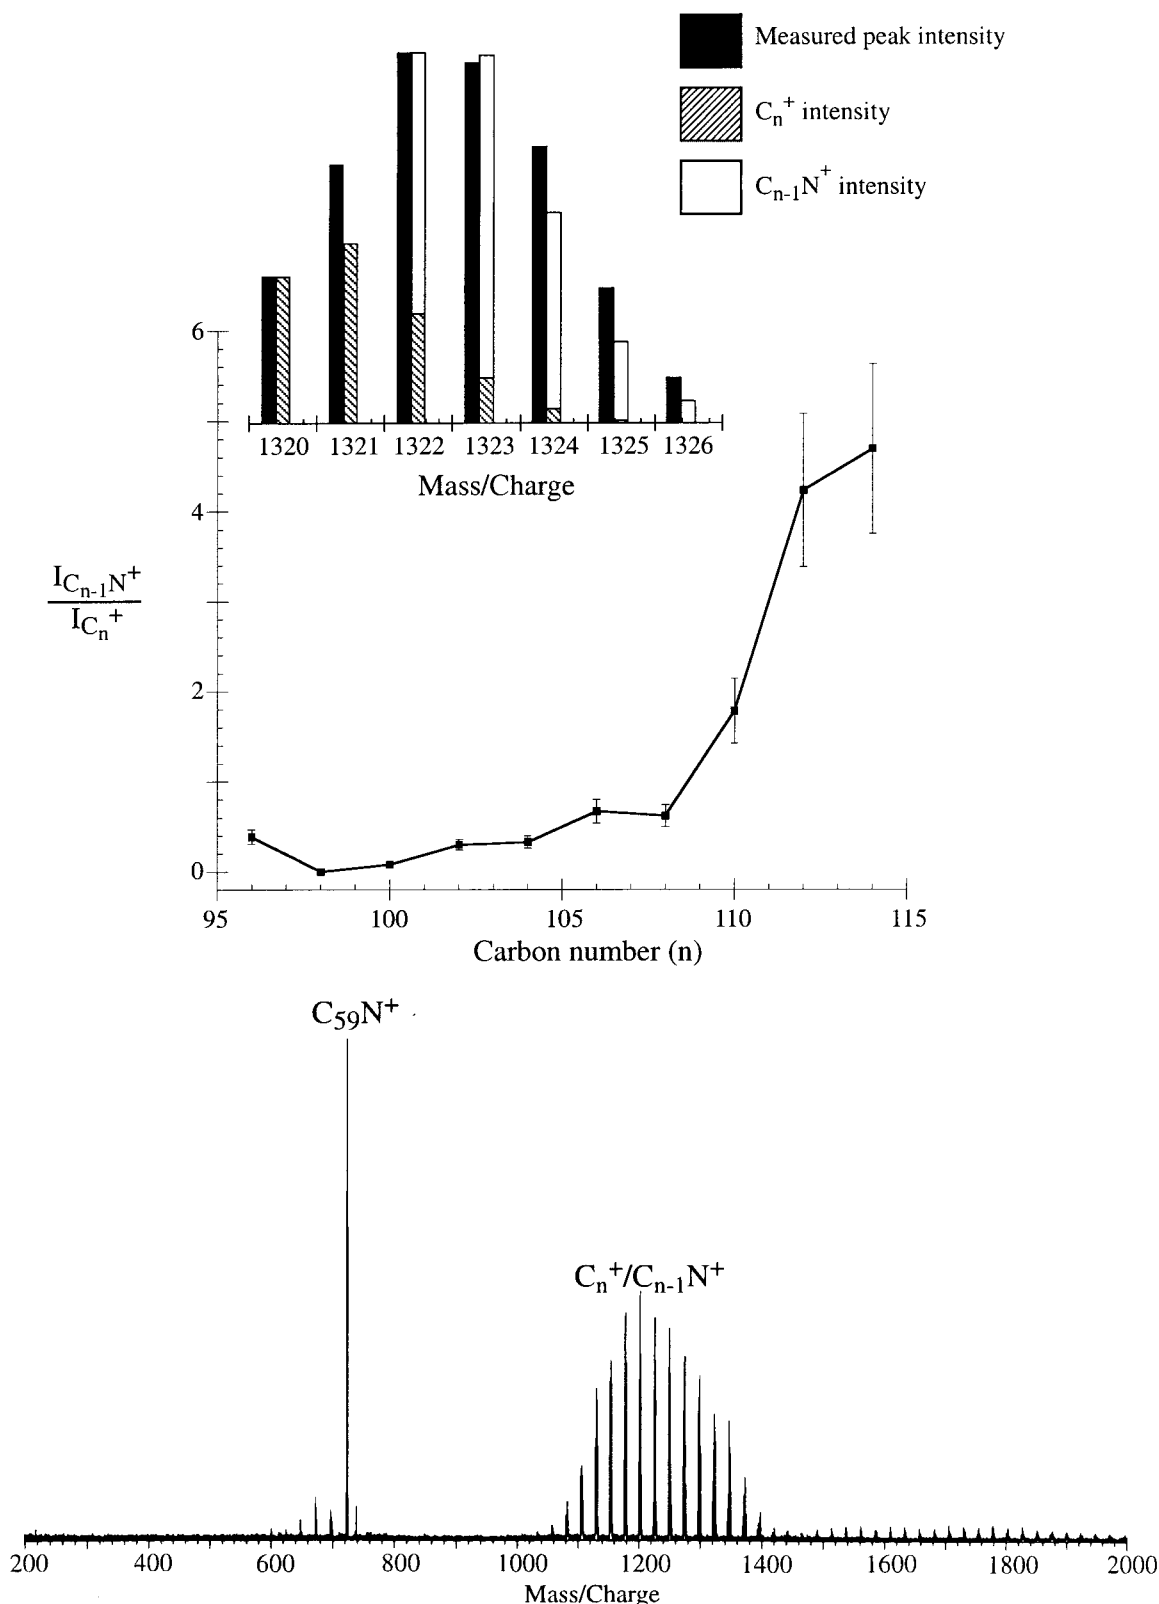 Measured peak intensity
Cn+ intensity
Cn-1N+ intensity
6
1320 1321 1322 1323 1324 1325 1326
Mass/Charge
4
ICn-1N+
ICn+
2
0
95 100 105 110 115
Carbon number (n)
C59N+
Cn+/Cn-1N+
200 400 600 800 1000 1200 1400 1600 1800 2000
Mass/Charge